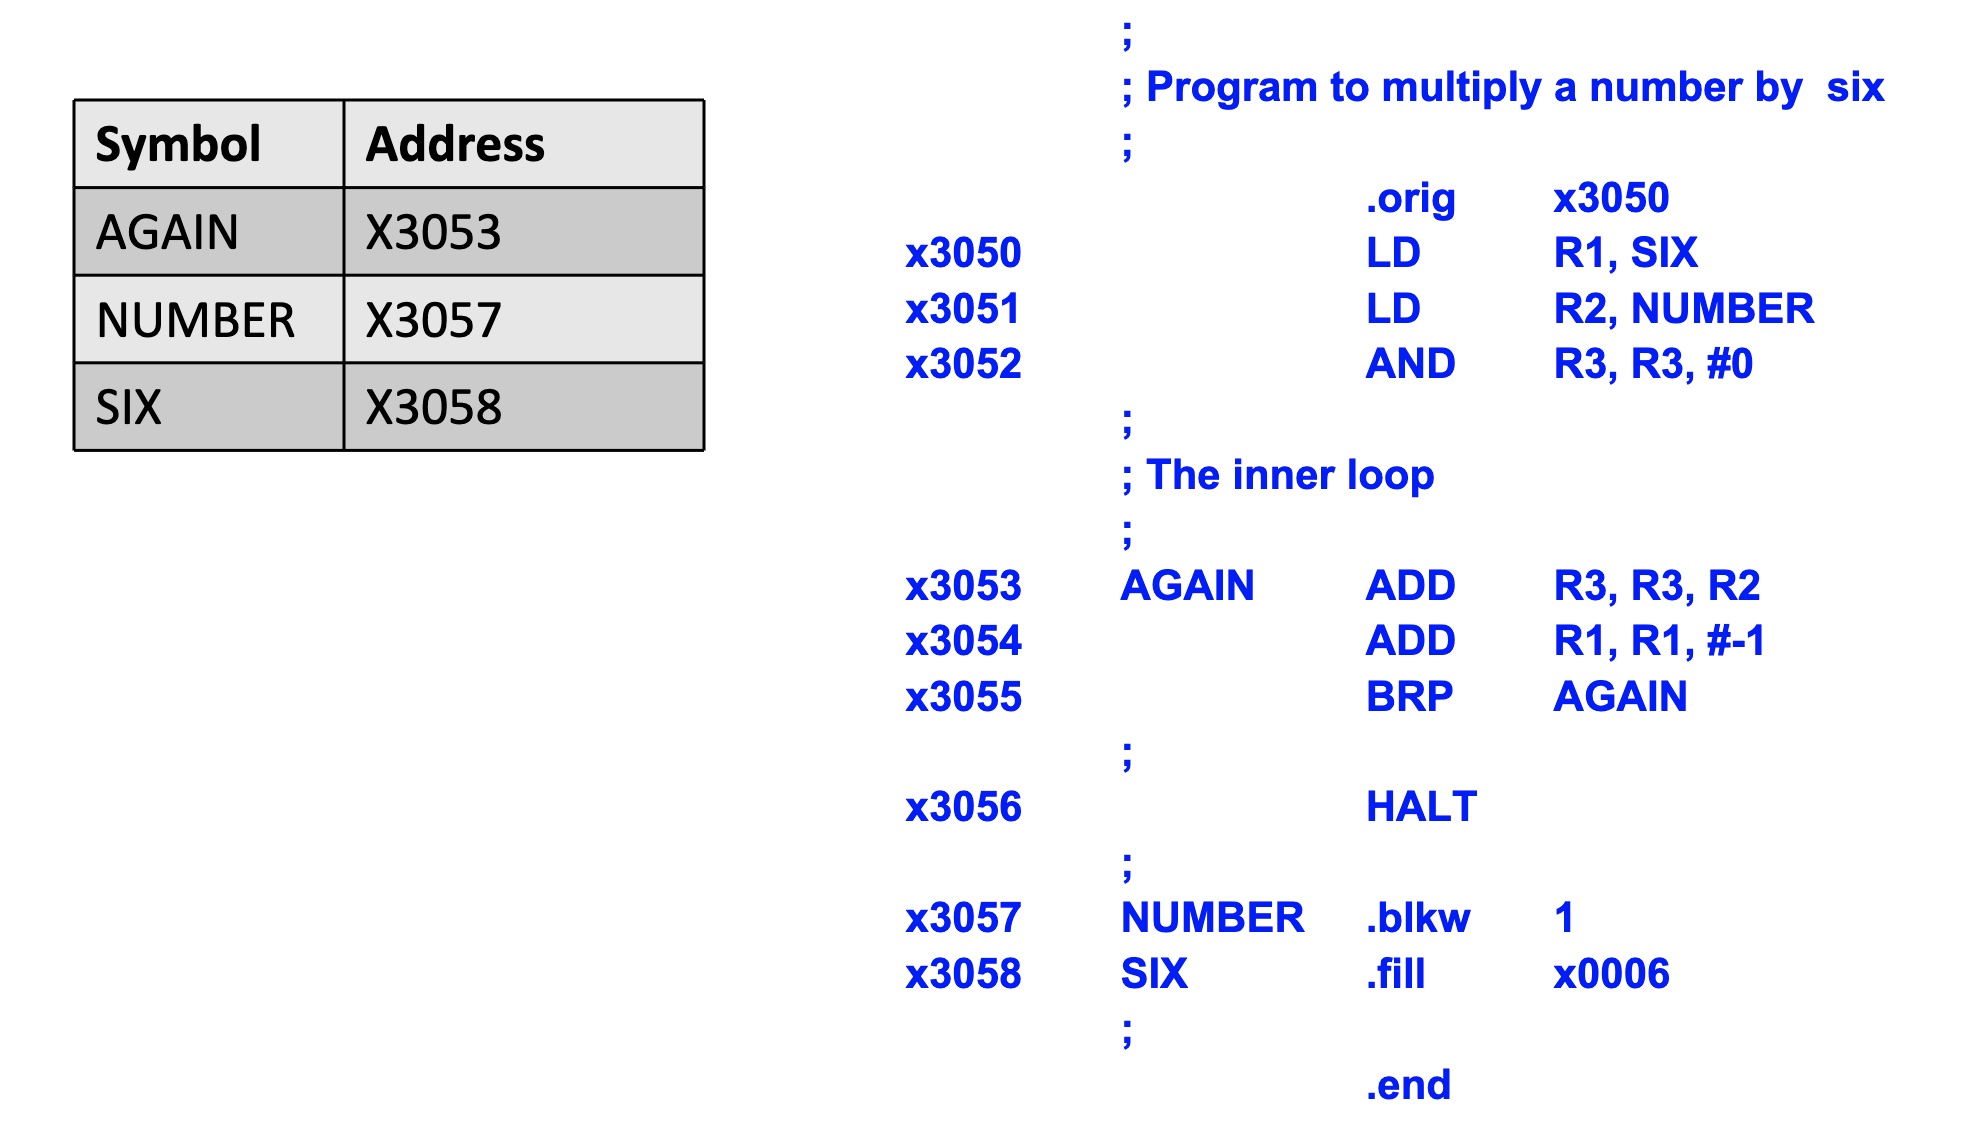 Symbol Address
AGAIN X3053
NUMBER X3057
SIX X3058
;
; Program to multiply a number by six
;
.orig x3050
x3050 LD R1, SIX
x3051 LD R2, NUMBER
x3052 AND R3, R3, #0
;
; The inner loop
;
x3053 AGAIN ADD R3, R3, R2
x3054 ADD R1, R1, #-1
x3055 BRP AGAIN
;
x3056 HALT
;
x3057 NUMBER .blkw 1
x3058 SIX .fill x0006
;
.end